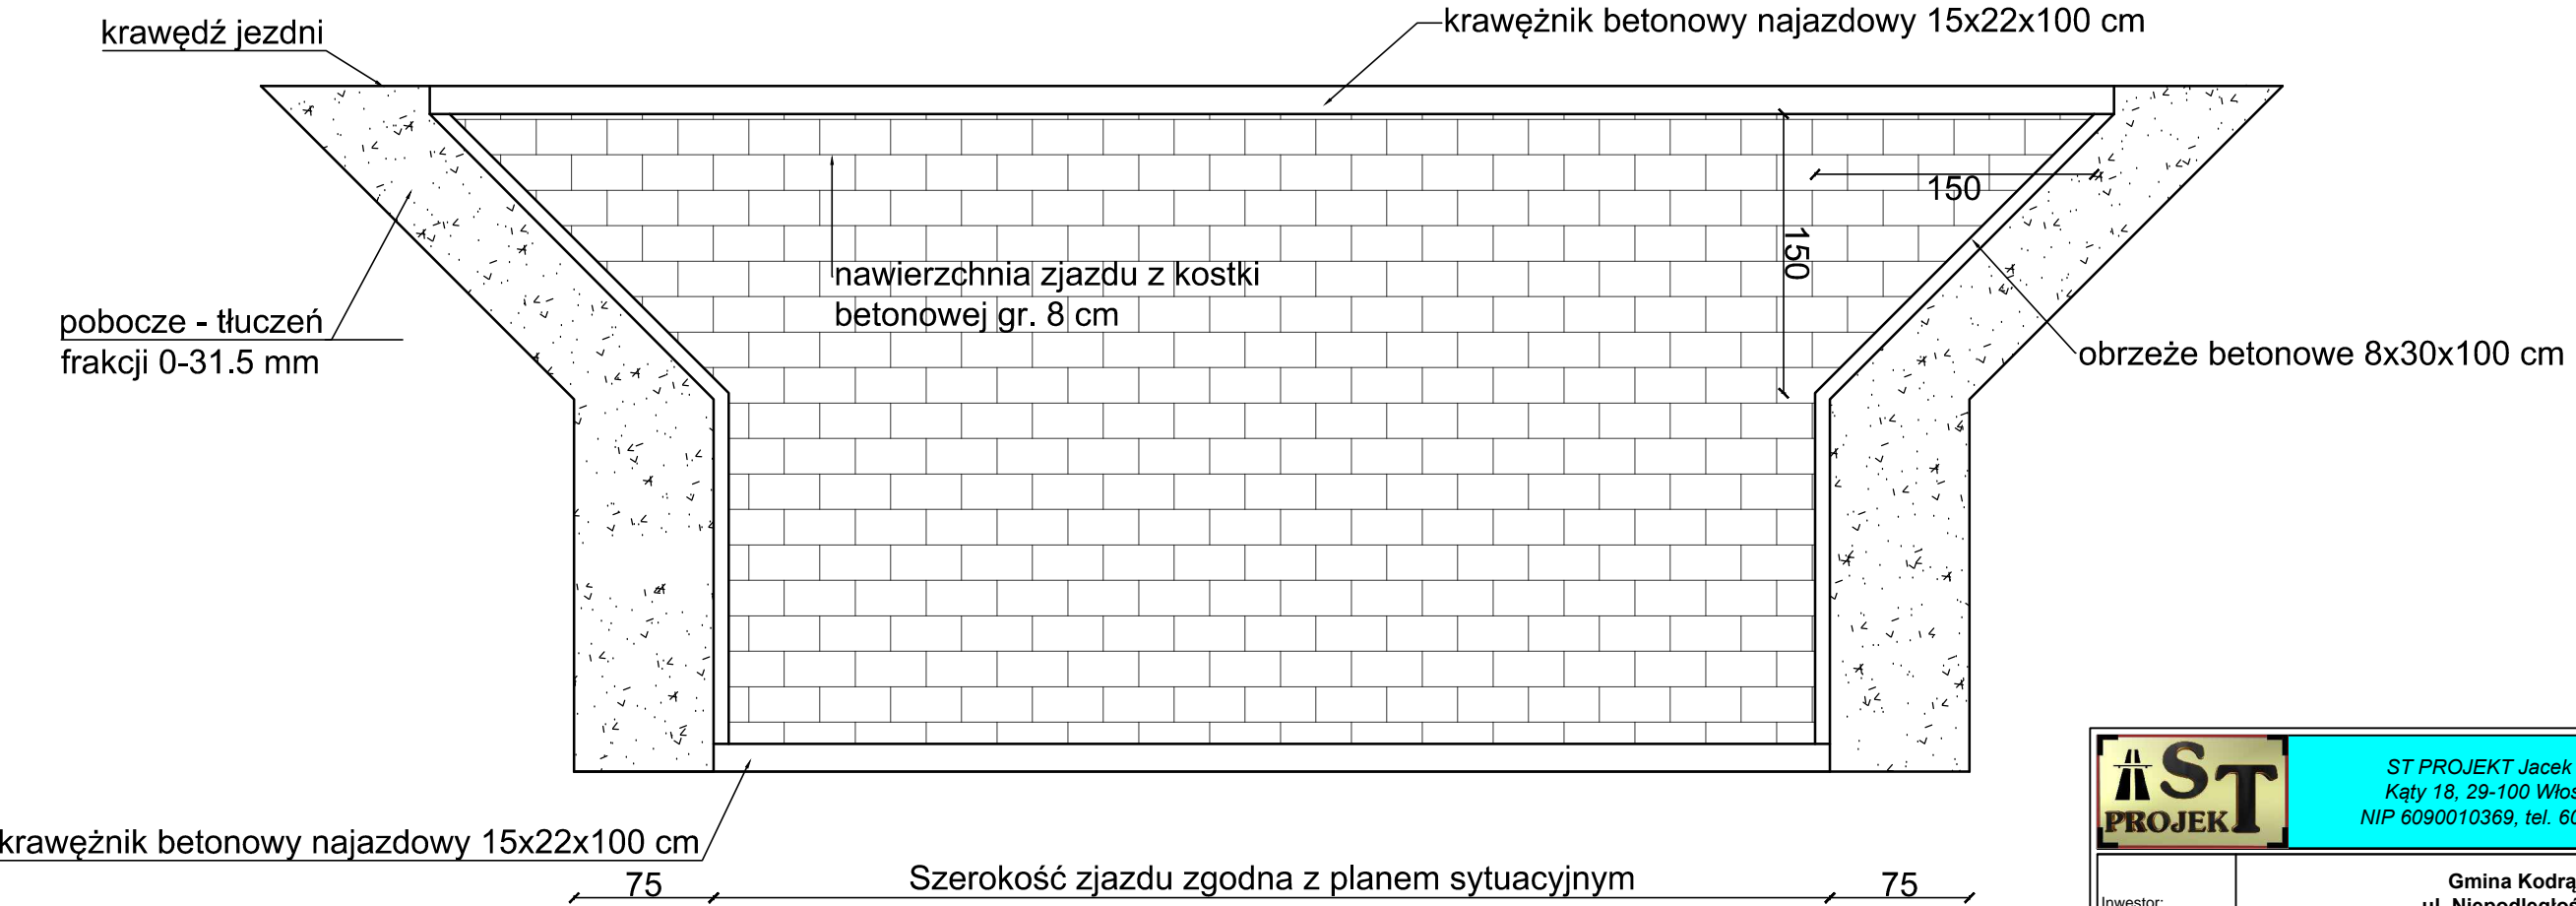 krawędź jezdni
krawężnik betonowy najazdowy 15x22x100 cm
150
150
nawierzchnia zjazdu z kostki
betonowej gr. 8 cm
pobocze - tłuczeń
frakcji 0-31.5 mm
obrzeże betonowe 8x30x100 cm
krawężnik betonowy najazdowy 15x22x100 cm
75
Szerokość zjazdu zgodna z planem sytuacyjnym
75
ST
PROJEKT
ST PROJEKT Jacek
Kąty 18, 29-100 Włos
NIP 6090010369, tel. 60
Inwestor:
Gmina Kodrą
ul. Niepodległoś